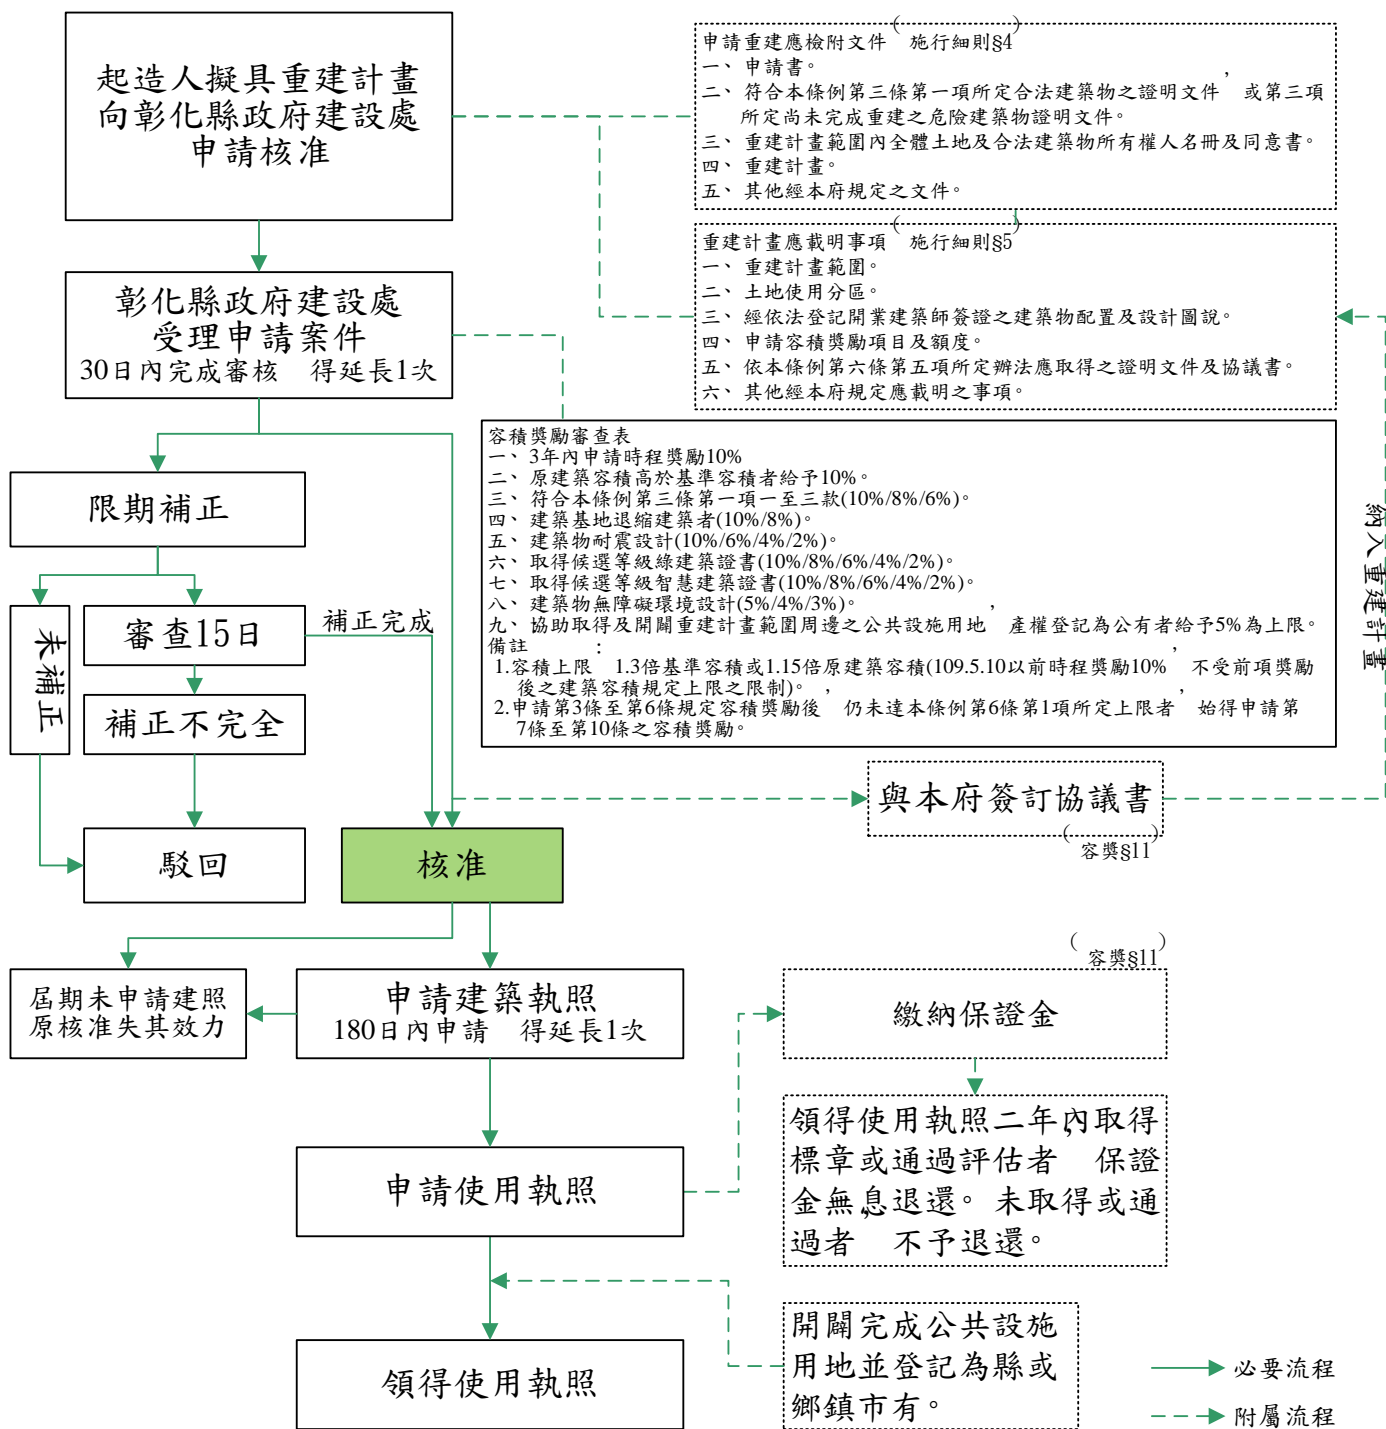 起造人擬具重建計畫
向彰化縣政府建設處
申請核准
申請重建應檢附文件(施行細則§4)
一、 申請書。
二、 符合本條例第三條第一項所定合法建築物之證明文件，或第三項
所定尚未完成重建之危險建築物證明文件。
三、 重建計畫範圍內全體土地及合法建築物所有權人名冊及同意書。
四、 重建計畫。
五、 其他經本府規定之文件。
重建計畫應載明事項(施行細則§5)
一、 重建計畫範圍。
二、 土地使用分區。
三、 經依法登記開業建築師簽證之建築物配置及設計圖說。
四、 申請容積獎勵項目及額度。
五、 依本條例第六條第五項所定辦法應取得之證明文件及協議書。
六、 其他經本府規定應載明之事項。
彰化縣政府建設處
受理申請案件
30日內完成審核 得延長1次
容積獎勵審查表
一、 3年內申請時程獎勵10%
二、 原建築容積高於基準容積者給予10%。
三、 符合本條例第三條第一項一至三款(10%/8%/6%)。
四、 建築基地退縮建築者(10%/8%)。
五、 建築物耐震設計(10%/6%/4%/2%)。
六、 取得候選等級綠建築證書(10%/8%/6%/4%/2%)。
七、 取得候選等級智慧建築證書(10%/8%/6%/4%/2%)。
八、 建築物無障礙環境設計(5%/4%/3%)。
九、 協助取得及開闢重建計畫範圍周邊之公共設施用地，產權登記為公有者給予5%為上限。
備註：
1.容積上限：1.3倍基準容積或1.15倍原建築容積(109.5.10以前時程獎勵10%，不受前項獎勵
後之建築容積規定上限之限制)。
2.申請第3條至第6條規定容積獎勵後，仍未達本條例第6條第1項所定上限者，始得申請第
7條至第10條之容積獎勵。
納入重建計畫
限期補正
未補正
審查15日
補正完成
補正不完全
駁回
核准
與本府簽訂協議書
(容獎§11)
屆期未申請建照
原核准失其效力
申請建築執照
180日內申請 得延長1次
(容獎§11)
繳納保證金
領得使用執照二年內取得
標章或通過評估者，保證
金無息退還。未取得或通
過者，不予退還。
申請使用執照
開闢完成公共設施
用地並登記為縣或
鄉鎮市有。
領得使用執照
必要流程
附屬流程